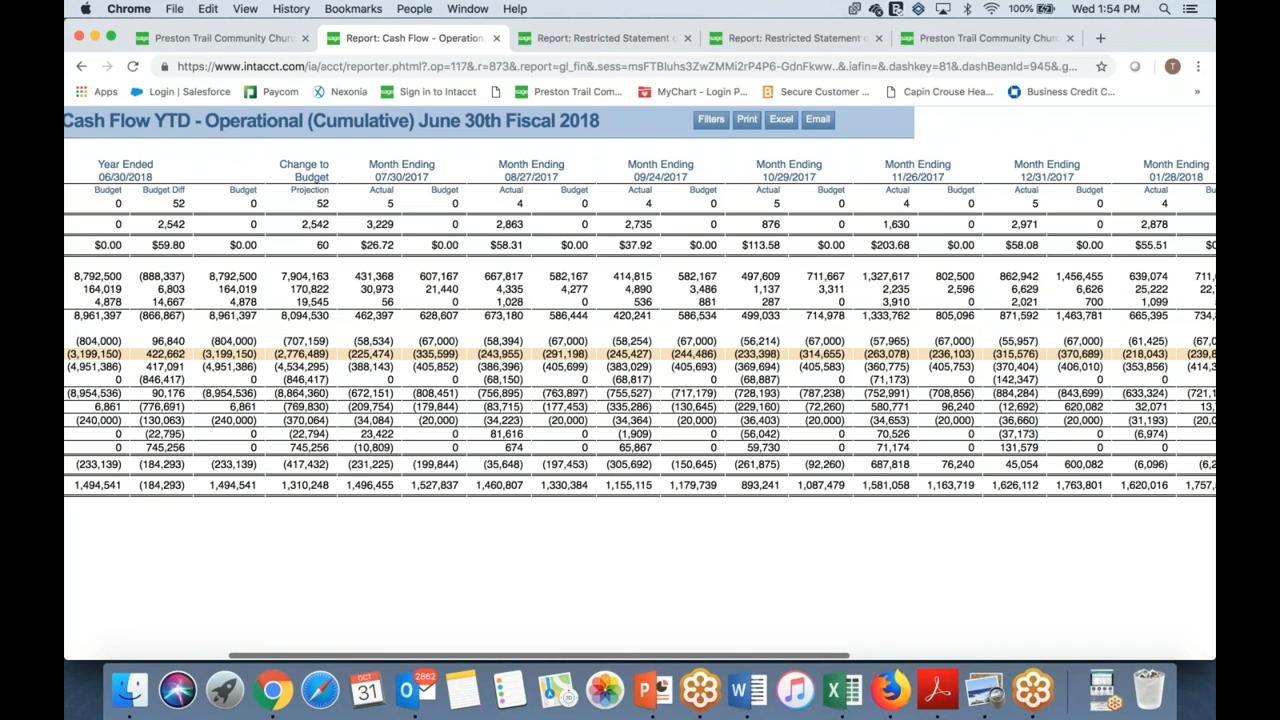 Chrome File Edit View History Bookmarks People Window Help 100% Wed 1:54 PM
Preston Trail Community Churc × Report: Cash Flow - Operation × Report: Restricted Statement o × Report: Restricted Statement o × Preston Trail Community Churc × +
https://www.intacct.com/ia/acct/reporter.phtml?.op=117&.r=873&.report=gl_fin&.sess=msFTBIuhs3ZwZMMi2rP4P6-GdnFkww..&.iafin=&.dashkey=81&.dashBeanId=945&.g... T
Apps Login | Salesforce Paycom Nexonia Sign in to Intacct Preston Trail Com... MyChart - Login P... Secure Customer ... Capin Crouse Hea... Business Credit C... »
Cash Flow YTD - Operational (Cumulative) June 30th Fiscal 2018 Filters Print Excel Email
Year Ended Change to Month Ending Month Ending Month Ending Month Ending Month Ending Month Ending Month Ending
06/30/2018 Budget 07/30/2017 08/27/2017 09/24/2017 10/29/2017 11/26/2017 12/31/2017 01/28/2018
Budget Budget Diff Budget Projection Actual Budget Actual Budget Actual Budget Actual Budget Actual Budget Actual Budget Actual Bu
0 52 0 52 5 0 4 0 4 0 5 0 4 0 5 0 4
0 2,542 0 2,542 3,229 0 2,863 0 2,735 0 876 0 1,630 0 2,971 0 2,878
$0.00 $59.80 $0.00 60 $26.72 $0.00 $58.31 $0.00 $37.92 $0.00 $113.58 $0.00 $203.68 $0.00 $58.08 $0.00 $55.51 $0
8,792,500 (888,337) 8,792,500 7,904,163 431,368 607,167 667,817 582,167 414,815 582,167 497,609 711,667 1,327,617 802,500 862,942 1,456,455 639,074 711,
164,019 6,803 164,019 170,822 30,973 21,440 4,335 4,277 4,890 3,486 1,137 3,311 2,235 2,596 6,629 6,626 25,222 22,
4,878 14,667 4,878 19,545 56 0 1,028 0 536 881 287 0 3,910 0 2,021 700 1,099
8,961,397 (866,867) 8,961,397 8,094,530 462,397 628,607 673,180 586,444 420,241 586,534 499,033 714,978 1,333,762 805,096 871,592 1,463,781 665,395 734,
(804,000) 96,840 (804,000) (707,159) (58,534) (67,000) (58,394) (67,000) (58,254) (67,000) (56,214) (67,000) (57,965) (67,000) (55,957) (67,000) (61,425) (67,0
(3,199,150) 422,662 (3,199,150) (2,776,489) (225,474) (335,599) (243,955) (291,198) (245,427) (244,486) (233,398) (314,655) (263,078) (236,103) (315,576) (370,689) (218,043) (239,8
(4,951,386) 417,091 (4,951,386) (4,534,295) (388,143) (405,852) (386,396) (405,699) (383,029) (405,693) (369,694) (405,583) (360,775) (405,753) (370,404) (406,010) (353,856) (414,3
0 (846,417) 0 (846,417) 0 (68,150) 0 (68,817) 0 (68,887) 0 (71,173) 0 (142,347) 0
(8,954,536) 90,176 (8,954,536) (8,864,360) (672,151) (808,451) (756,895) (763,897) (755,527) (717,179) (728,193) (787,238) (752,991) (708,856) (884,284) (843,699) (633,324) (721,1
6,861 (776,691) 6,861 (769,830) (209,754) (179,844) (83,715) (177,453) (335,286) (130,645) (229,160) (72,260) 580,771 96,240 (12,692) 620,082 32,071 13,
(240,000) (130,063) (240,000) (370,064) (34,084) (20,000) (34,223) (20,000) (34,364) (20,000) (36,403) (20,000) (34,653) (20,000) (36,660) (20,000) (31,193) (20,0
0 (22,795) 0 (22,794) 23,422 0 81,616 0 (1,909) 0 (56,042) 0 70,526 0 (37,173) 0 (6,974)
0 745,256 0 745,256 (10,809) 0 674 0 65,867 0 59,730 0 71,174 0 131,579 0
(233,139) (184,293) (233,139) (417,432) (231,225) (199,844) (35,648) (197,453) (305,692) (150,645) (261,875) (92,260) 687,818 76,240 45,054 600,082 (6,096) (6,2
1,494,541 (184,293) 1,494,541 1,310,248 1,496,455 1,527,837 1,460,807 1,330,384 1,155,115 1,179,739 893,241 1,087,479 1,581,058 1,163,719 1,626,112 1,763,801 1,620,016 1,757,
OCT 31 2862